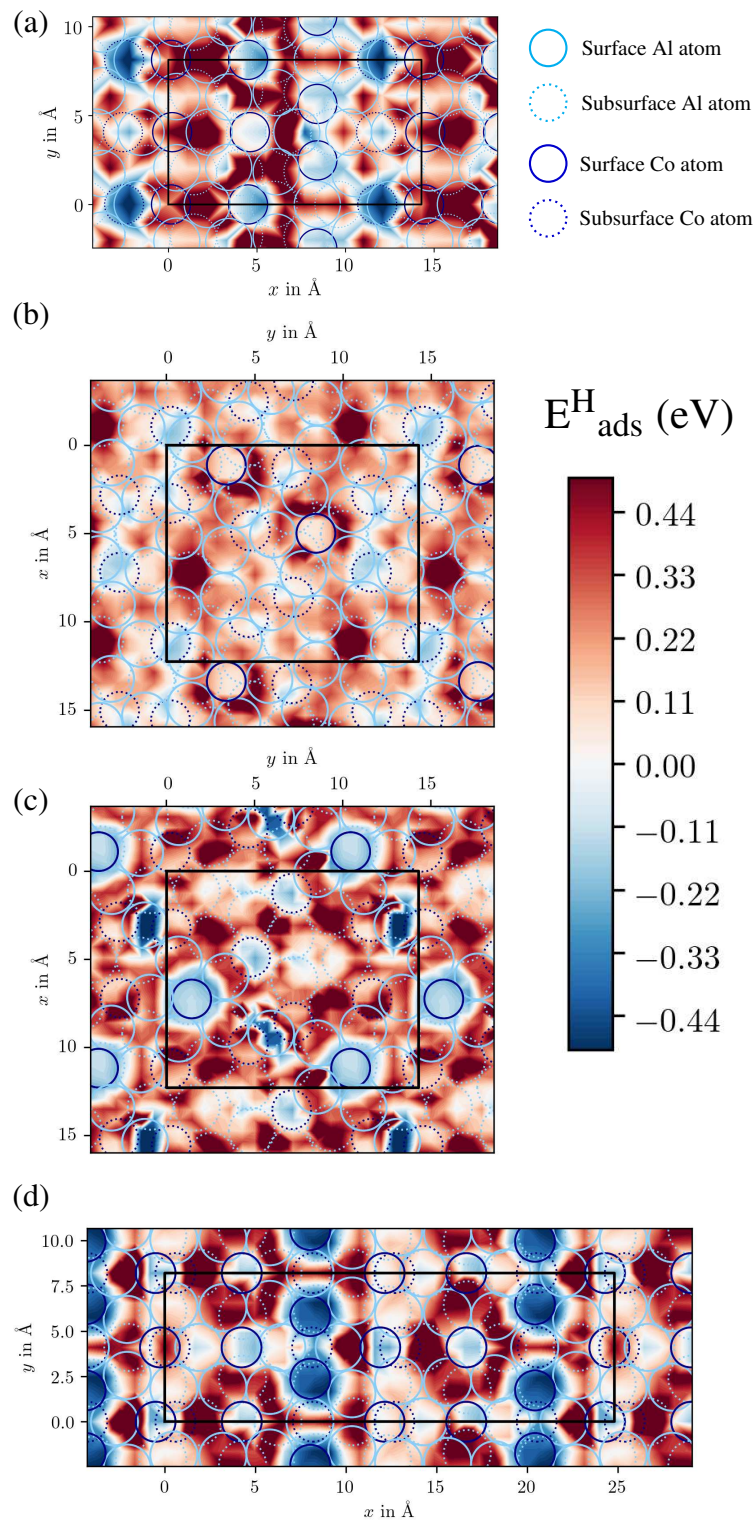 (a)
10
5
0
y in Å
0
5
10
15
x in Å
Surface Al atom
Subsurface Al atom
Surface Co atom
Subsurface Co atom
(b)
y in Å
0
5
10
15
0
5
10
15
x in Å
E^H_ads (eV)
0.44
0.33
0.22
0.11
0.00
−0.11
−0.22
−0.33
−0.44
(c)
y in Å
0
5
10
15
0
5
10
15
x in Å
(d)
10.0
7.5
5.0
2.5
0.0
y in Å
0
5
10
15
20
25
x in Å